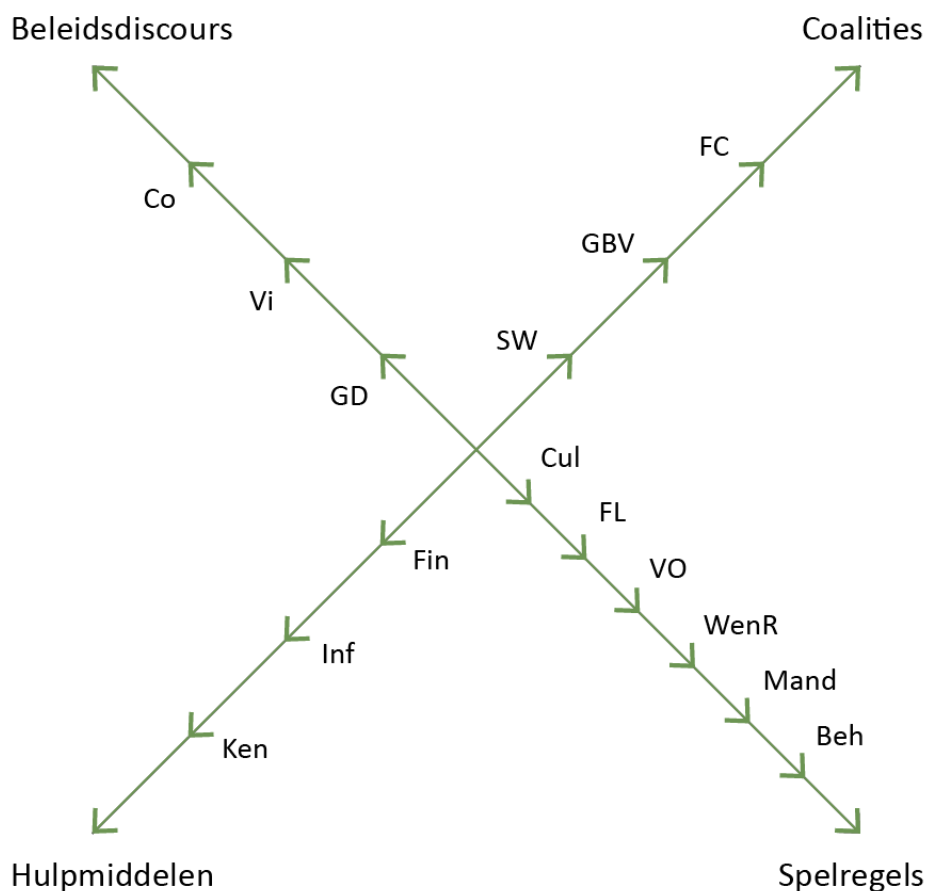 Beleidsdiscours
Coalities
FC
Co
GBV
Vi
SW
GD
Cul
FL
Fin
VO
WenR
Inf
Mand
Beh
Ken
Hulpmiddelen
Spelregels